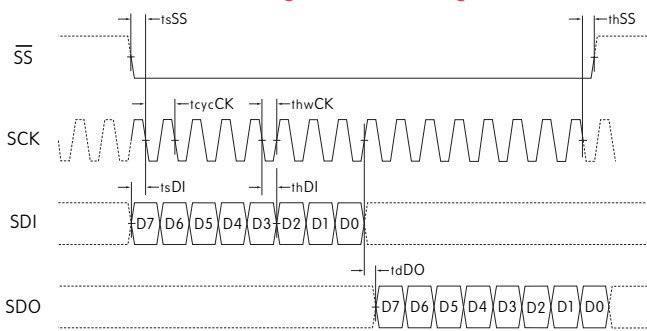 tsSS thSS
SS
tcycCK thwCK
SCK
tsDI thDI
SDI D7 D6 D5 D4 D3 D2 D1 D0
tdDO
SDO D7 D6 D5 D4 D3 D2 D1 D0